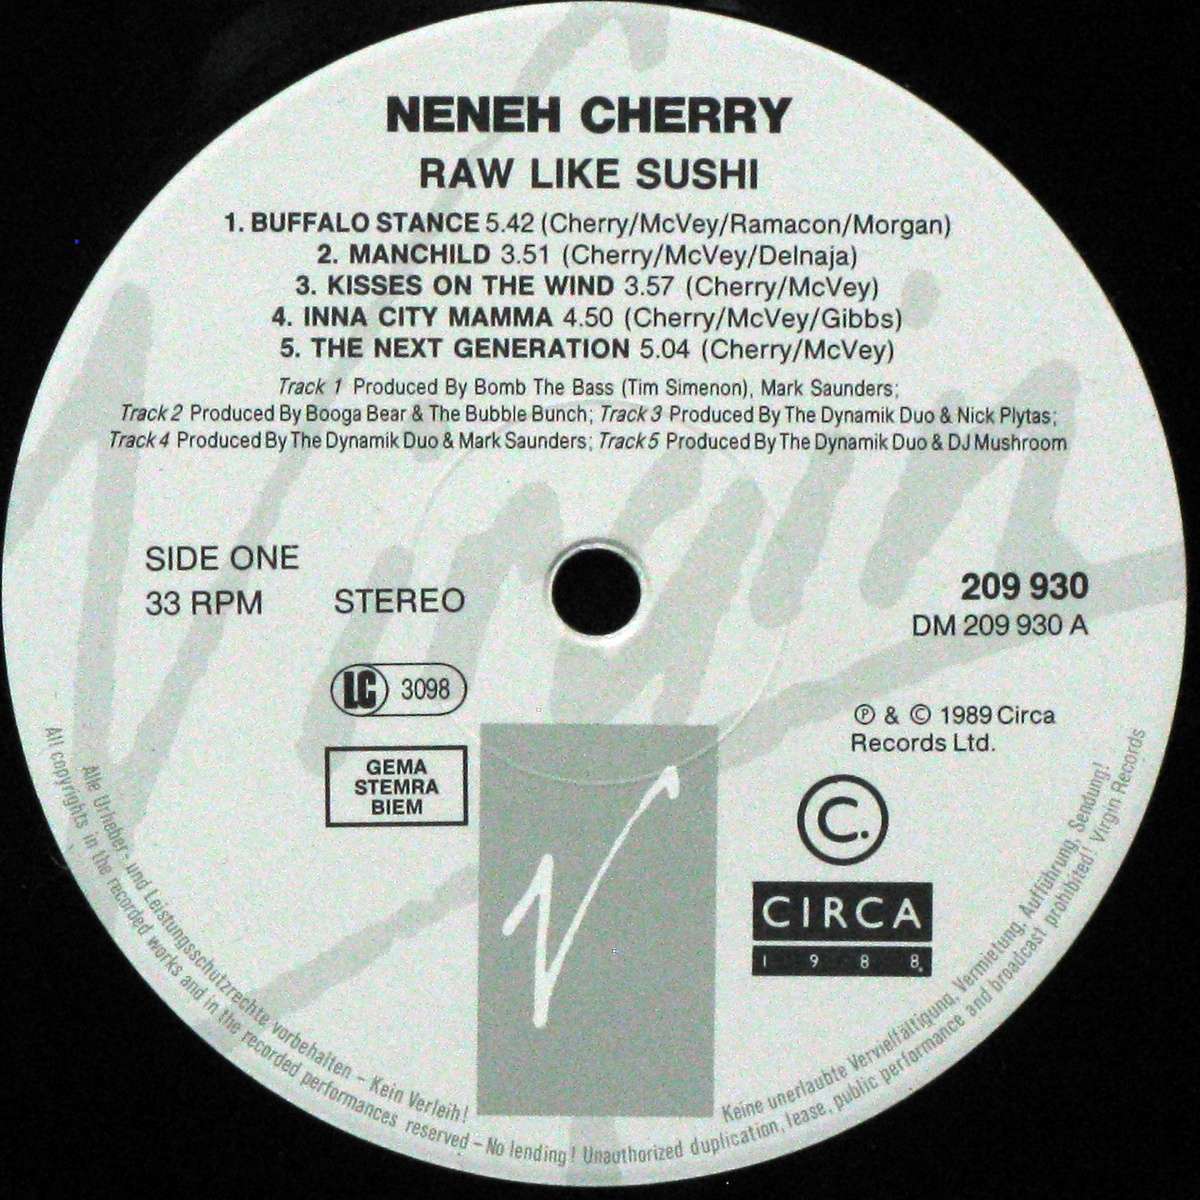 NENEH CHERRY
RAW LIKE SUSHI
1. BUFFALO STANCE 5.42 (Cherry/McVey/Ramacon/Morgan)
2. MANCHILD 3.51 (Cherry/McVey/Delnaja)
3. KISSES ON THE WIND 3.57 (Cherry/McVey)
4. INNA CITY MAMMA 4.50 (Cherry/McVey/Gibbs)
5. THE NEXT GENERATION 5.04 (Cherry/McVey)
Track 1 Produced By Bomb The Bass (Tim Simenon), Mark Saunders;
Track 2 Produced By Booga Bear & The Bubble Bunch; Track 3 Produced By The Dynamik Duo & Nick Plytas;
Track 4 Produced By The Dynamik Duo & Mark Saunders; Track 5 Produced By The Dynamik Duo & DJ Mushroom
Virgin
SIDE ONE
33 RPM STEREO
209 930
DM 209 930 A
LC 3098
GEMA
STEMRA
BIEM
℗ & © 1989 Circa
Records Ltd.
C.
CIRCA
1988
V
Alle Urheber- und Leistungsschutzrechte vorbehalten – Kein Verleih! Keine unerlaubte Vervielfältigung, Vermietung, Aufführung, Sendung!
All copyrights in the recorded works and in the recorded performances reserved – No lending! Unauthorized duplication, lease, public performance and broadcast prohibited! Virgin Records